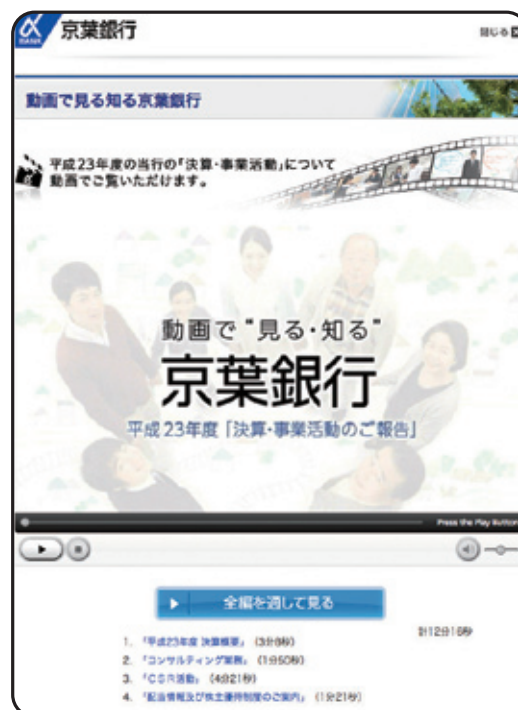 α
BANK
京葉銀行
閉じる
動画で見る知る京葉銀行
平成23年度の当行の「決算・事業活動」について
動画でご覧いただけます。
動画で“見る・知る”
京葉銀行
平成23年度「決算・事業活動のご報告」
Press the Play Button
全編を通して見る
計12分16秒
1. 「平成23年度 決算概要」 (3分8秒)
2. 「コンサルティング業務」 (1分50秒)
3. 「CSR活動」 (4分21秒)
4. 「配当情報及び株主優待制度のご案内」 (1分21秒)